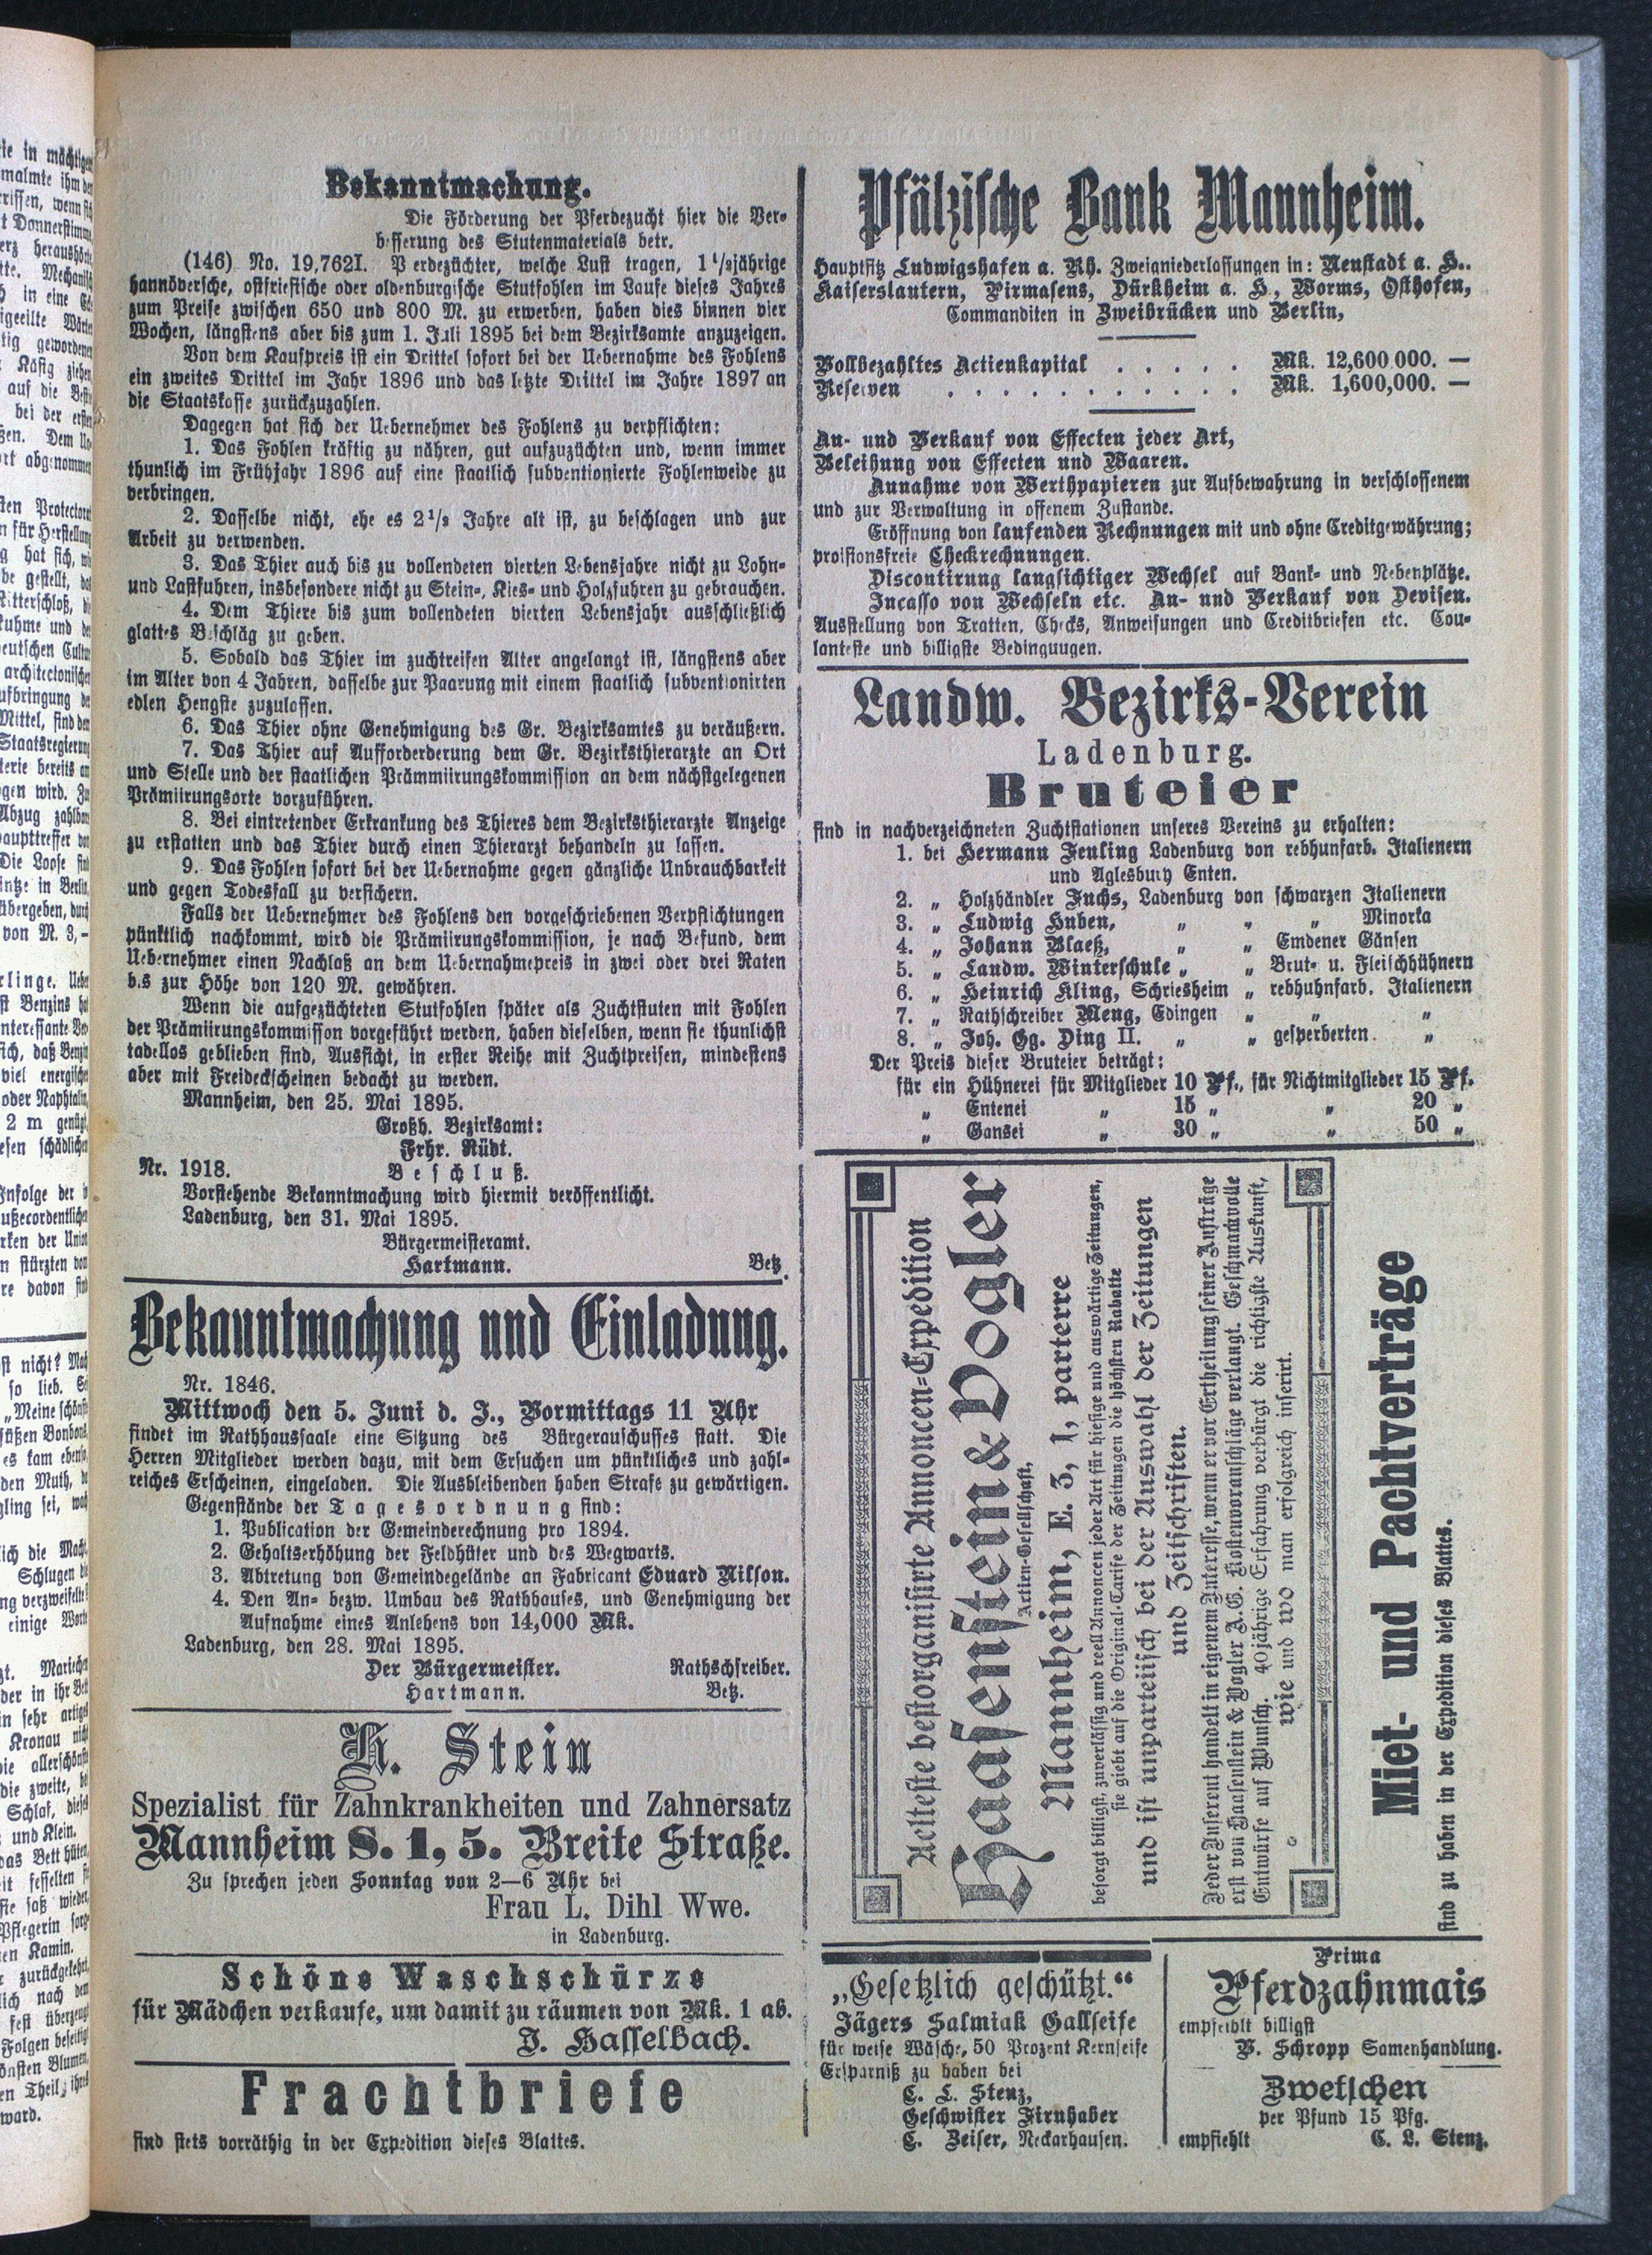 Bekanntmachung.
Die Förderung der Pferdezucht hier die Ver-
besserung des Stutenmaterials betr.
(146) No. 19,762I. P erdezüchter, welche Lust tragen, 1 1/2jährige
hannöversche, ostfriesische oder oldenburgische Stutfohlen im Laufe dieses Jahres
zum Preise zwischen 650 und 800 M. zu erwerben, haben dies binnen vier
Wochen, längstens aber bis zum 1. Juli 1895 bei dem Bezirksamte anzuzeigen.
Von dem Kaufpreis ist ein Drittel sofort bei der Uebernahme des Fohlens
ein zweites Drittel im Jahr 1896 und das letzte Drittel im Jahre 1897 an
die Staatskasse zurückzuzahlen.
Dagegen hat sich der Uebernehmer des Fohlens zu verpflichten:
1. Das Fohlen kräftig zu nähren, gut aufzuzüchten und, wenn immer
thunlich im Frühjahr 1896 auf eine staatlich subventionierte Fohlenweide zu
verbringen.
2. Dasselbe nicht, ehe es 2 1/2 Jahre alt ist, zu beschlagen und zur
Arbeit zu verwenden.
3. Das Thier auch bis zu vollendeten vierten Lebensjahre nicht zu Lohn-
und Lastfuhren, insbesondere nicht zu Stein-, Kies- und Holzfuhren zu gebrauchen.
4. Dem Thiere bis zum vollendeten vierten Lebensjahr ausschließlich
glattes Beschläg zu geben.
5. Sobald das Thier im zuchtreifen Alter angelangt ist, längstens aber
im Alter von 4 Jahren, dasselbe zur Paarung mit einem staatlich subventionirten
edlen Hengste zuzulassen.
6. Das Thier ohne Genehmigung des Gr. Bezirksamtes zu veräußern.
7. Das Thier auf Aufforderderung dem Gr. Bezirksthierarzte an Ort
und Stelle und der staatlichen Prämmiirungskommission an dem nächstgelegenen
Prämiirungsorte vorzuführen.
8. Bei eintretender Erkrankung des Thieres dem Bezirksthierarzte Anzeige
zu erstatten und das Thier durch einen Thierarzt behandeln zu lassen.
9. Das Fohlen sofort bei der Uebernahme gegen gänzliche Unbrauchbarkeit
und gegen Todesfall zu versichern.
Falls der Uebernehmer des Fohlens den vorgeschriebenen Verpflichtungen
pünktlich nachkommt, wird die Prämiirungskommission, je nach Befund, dem
Uebernehmer einen Nachlaß an dem Uebernahmepreis in zwei oder drei Raten
b.s zur Höhe von 120 M. gewähren.
Wenn die aufgezüchteten Stutfohlen später als Zuchtstuten mit Fohlen
der Prämiirungskommission vorgeführt werden, haben dieselben, wenn sie thunlichst
tadellos geblieben sind, Aussicht, in erster Reihe mit Zuchtpreisen, mindestens
aber mit Freideckscheinen bedacht zu werden.
Mannheim, den 25. Mai 1895.
Großh. Bezirksamt:
Frhr. Rüdt.
Nr. 1918. Beschluß.
Vorstehende Bekanntmachung wird hiermit veröffentlicht.
Ladenburg, den 31. Mai 1895.
Bürgermeisteramt.
Hartmann. Betz.
Bekanntmachung und Einladung.
Nr. 1846.
Mittwoch den 5. Juni d. J., Vormittags 11 Uhr
findet im Rathhaussaale eine Sitzung des Bürgerauschusses statt. Die
Herren Mitglieder werden dazu, mit dem Ersuchen um pünktliches und zahl-
reiches Erscheinen, eingeladen. Die Ausbleibenden haben Strafe zu gewärtigen.
Gegenstände der Tagesordnung sind:
1. Publication der Gemeinderechnung pro 1894.
2. Gehaltserhöhung der Feldhüter und des Wegwarts.
3. Abtretung von Gemeindegelände an Fabricant Eduard Nilson.
4. Den An- bezw. Umbau des Rathhauses, und Genehmigung der
Aufnahme eines Anlehens von 14,000 Mk.
Ladenburg, den 28. Mai 1895.
Der Bürgermeister. Rathschreiber.
Hartmann. Betz.
K. Stein
Spezialist für Zahnkrankheiten und Zahnersatz
Mannheim S. 1, 5. Breite Straße.
Zu sprechen jeden Sonntag von 2—6 Uhr bei
Frau L. Dihl Wwe.
in Ladenburg.
Schöne Waschschürze
für Mädchen verkaufe, um damit zu räumen von Mk. 1 ab.
J. Hasselbach.
Frachtbriefe
sind stets vorräthig in der Expedition dieses Blattes.
Pfälzische Bank Mannheim.
Hauptsitz Ludwigshafen a. Rh. Zweigniederlassungen in: Neustadt a. H..
Kaiserslautern, Pirmasens, Dürkheim a. H., Worms, Osthofen,
Commanditen in Zweibrücken und Berlin,
Vollbezahltes Actienkapital . . . . . Mk. 12,600 000. —
Reserven . . . . . . . . . . . Mk. 1,600,000. —
An- und Verkauf von Effecten jeder Art,
Beleihung von Effecten und Waaren.
Annahme von Werthpapieren zur Aufbewahrung in verschlossenem
und zur Verwaltung in offenem Zustande.
Eröffnung von laufenden Rechnungen mit und ohne Creditgewährung;
proisionsfreie Checkrechnungen.
Discontirung langsichtiger Wechsel auf Bank- und Nebenplätze.
Incasso von Wechseln etc. An- und Verkauf von Devisen.
Ausstellung von Tratten, Checks, Anweisungen und Creditbriefen etc. Cou-
lanteste und billigste Bedingungen.
Landw. Bezirks-Verein
Ladenburg.
Bruteier
sind in nachverzeichneten Zuchtstationen unseres Vereins zu erhalten:
1. bei Hermann Jeuling Ladenburg von rebhunfarb. Italienern
und Aglesbury Enten.
2. „ Holzhändler Fuchs, Ladenburg von schwarzen Italienern
3. „ Ludwig Huben, „ „ „ Minorka
4. „ Johann Blaeß, „ „ Emdener Gänsen
5. „ Landw. Winterschule „ „ Brut- u. Fleischhühnern
6. „ Heinrich Kling, Schriesheim „ rebhuhnfarb. Italienern
7. „ Rathschreiber Meng, Edingen „ „ „
8. „ Joh. Gg. Ding II. „ „ gesperberten „
Der Preis dieser Bruteier beträgt:
für ein Hühnerei für Mitglieder 10 Pf., für Nichtmitglieder 15 Pf.
„ Entenei „ 15 „ „ 20 „
„ Gansei „ 30 „ „ 50 „
Aelteste bestorganisirte Annoncen-Expedition
Haasenstein & Vogler
Actien-Gesellschaft,
Mannheim, E. 3, 1, parterre
besorgt billigst, zuverlässig und reell Annoncen jeder Art für hiesige und auswärtige Zeitungen,
sie giebt auf die Original-Tarife der Zeitungen die höchsten Rabatte
und ist unparteiisch bei der Auswahl der Zeitungen
und Zeitschriften.
Jeder Inserent handelt in eigenem Interesse, wenn er vor Ertheilung seiner Aufträge
erst von Haasenstein & Vogler A.G. Kostenvoranschläge verlangt. Geschmackvolle
Entwürfe auf Wunsch. 40jährige Erfahrung verbürgt die richtigste Auskunft,
wie und wo man erfolgreich inserirt.
Miet- und Pachtverträge
sind zu haben in der Expedition dieses Blattes.
„Gesetzlich geschützt.“
Jägers Salmiak Gallseife
für weise Wäsche, 50 Prozent Kernseife
Ersparniß zu haben bei
C. L. Stenz,
Geschwister Firnhaber
C. Zeiser, Neckarhausen.
Prima
Pferdzahnmais
empfiehlt billigst
P. Schropp Samenhandlung.
Zwetschen
per Pfund 15 Pfg.
empfiehlt C. L. Stenz.